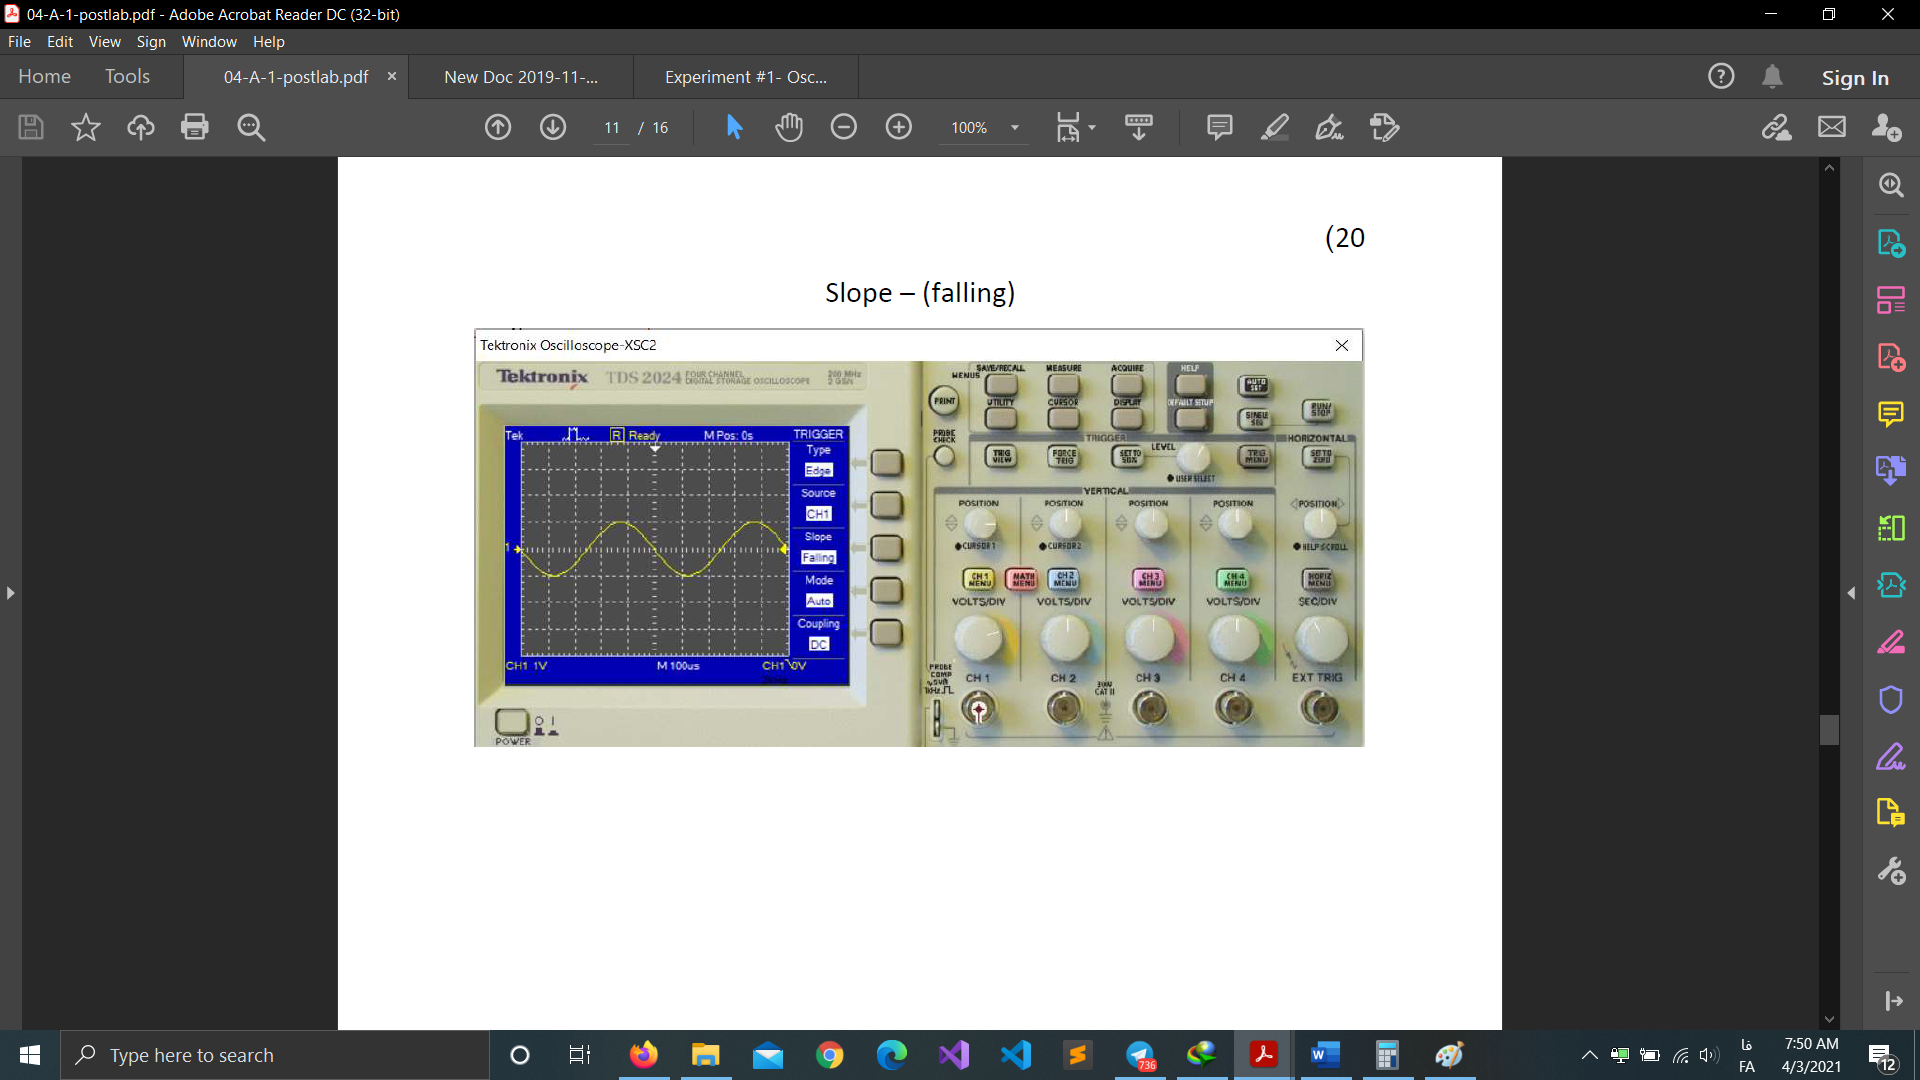 04-A-1-postlab.pdf - Adobe Acrobat Reader DC (32-bit)
File Edit View Sign Window Help
Home Tools 04-A-1-postlab.pdf × New Doc 2019-11-... Experiment #1- Osc... Sign In
11 / 16 100%
(20
Slope – (falling)
Tektronix Oscilloscope-XSC2
Tektronix TDS 2024 FOUR CHANNEL DIGITAL STORAGE OSCILLOSCOPE 200 MHz 2 GS/s
MENUS SAVE/RECALL MEASURE ACQUIRE HELP AUTO SET
PRINT UTILITY CURSOR DISPLAY DEFAULT SETUP SINGLE SEQ RUN/STOP
Tek R Ready M Pos: 0s TRIGGER
Type
Edge
Source
CH1
Slope
Falling
Mode
Auto
Coupling
DC
1
CH1 1V M 100us CH1 0V
PROBE CHECK TRIGGER LEVEL HORIZONTAL
TRIG VIEW FORCE TRIG SET TO 50% TRIG MENU SET TO ZERO
USER SELECT
VERTICAL
POSITION POSITION POSITION POSITION POSITION
CURSOR 1 CURSOR 2 HELP SCROLL
CH 1 MENU MATH MENU CH 2 MENU CH 3 MENU CH 4 MENU HORIZ MENU
VOLTS/DIV VOLTS/DIV VOLTS/DIV VOLTS/DIV SEC/DIV
PROBE COMP ~5V 1kHz
CH 1 CH 2 300V CAT II CH 3 CH 4 EXT TRIG
POWER
Type here to search
736
فا
FA
7:50 AM
4/3/2021
12